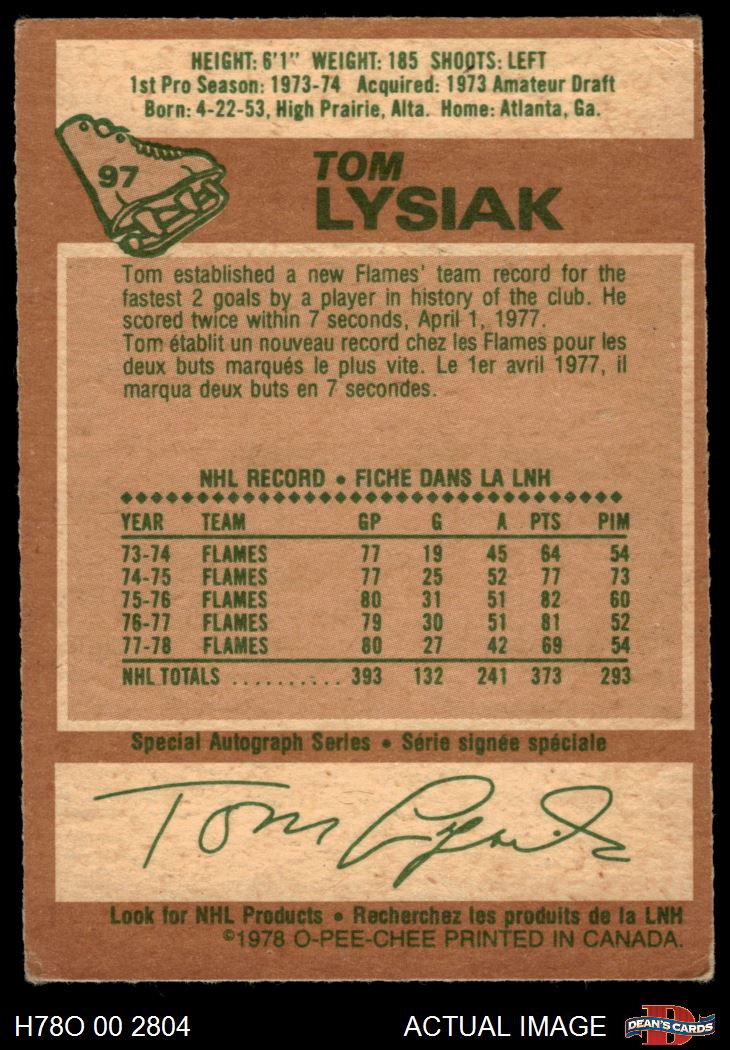 HEIGHT: 6'1" WEIGHT: 185 SHOOTS: LEFT
1st Pro Season: 1973-74 Acquired: 1973 Amateur Draft
Born: 4-22-53, High Prairie, Alta. Home: Atlanta, Ga.
97
TOM
LYSIAK
Tom established a new Flames' team record for the
fastest 2 goals by a player in history of the club. He
scored twice within 7 seconds, April 1, 1977.
Tom établit un nouveau record chez les Flames pour les
deux buts marqués le plus vite. Le 1er avril 1977, il
marqua deux buts en 7 secondes.
NHL RECORD • FICHE DANS LA LNH
YEAR TEAM GP G A PTS PIM
73-74 FLAMES 77 19 45 64 54
74-75 FLAMES 77 25 52 77 73
75-76 FLAMES 80 31 51 82 60
76-77 FLAMES 79 30 51 81 52
77-78 FLAMES 80 27 42 69 54
NHL TOTALS .......... 393 132 241 373 293
Special Autograph Series • Série signée spéciale
Tom Lysiak
Look for NHL Products • Recherchez les produits de la LNH
©1978 O-PEE-CHEE PRINTED IN CANADA.
H78O 00 2804 ACTUAL IMAGE D DEAN'S CARDS